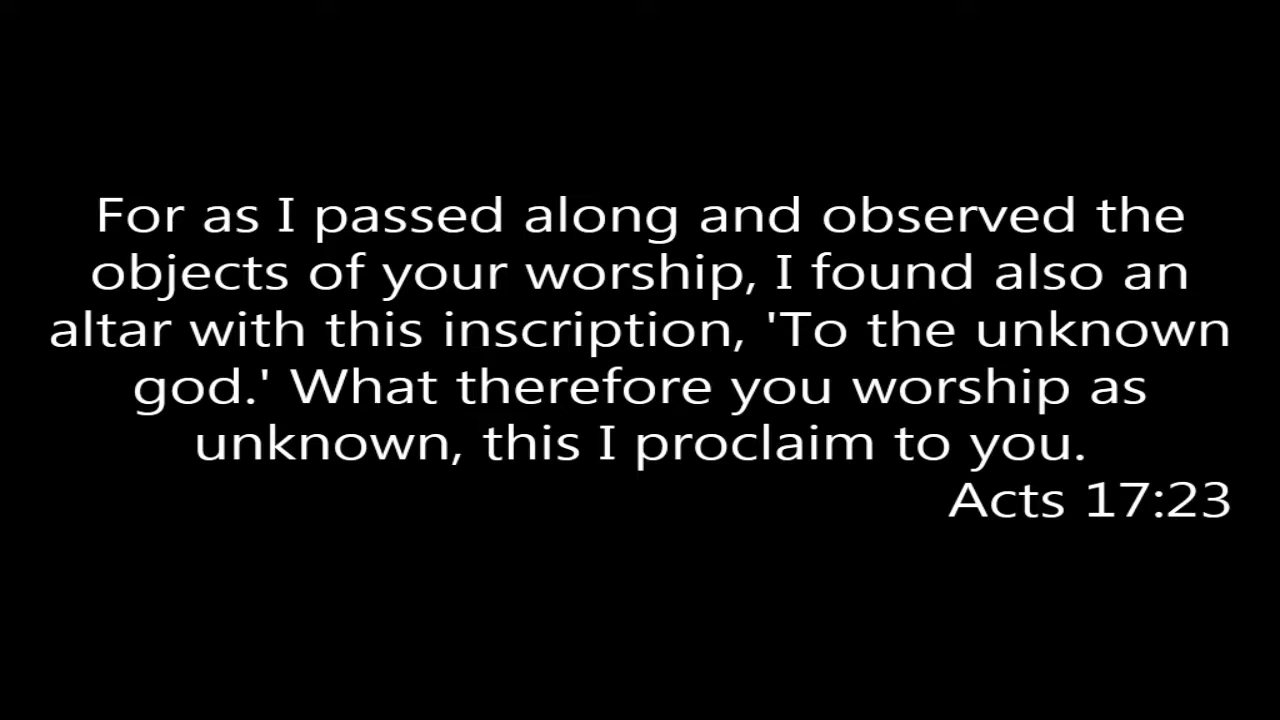 For as I passed along and observed the
objects of your worship, I found also an
altar with this inscription, 'To the unknown
god.' What therefore you worship as
unknown, this I proclaim to you.
Acts 17:23